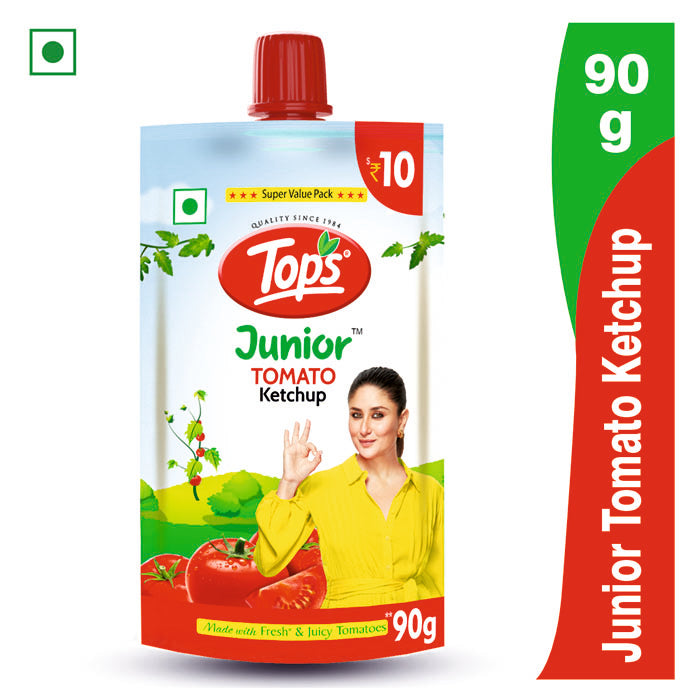 $₹10
★★★ Super Value Pack ★★★
QUALITY SINCE 1984
Tops®
Junior™
TOMATO
Ketchup
Made with Fresh* & Juicy Tomatoes
**90g
90
g
Junior Tomato Ketchup